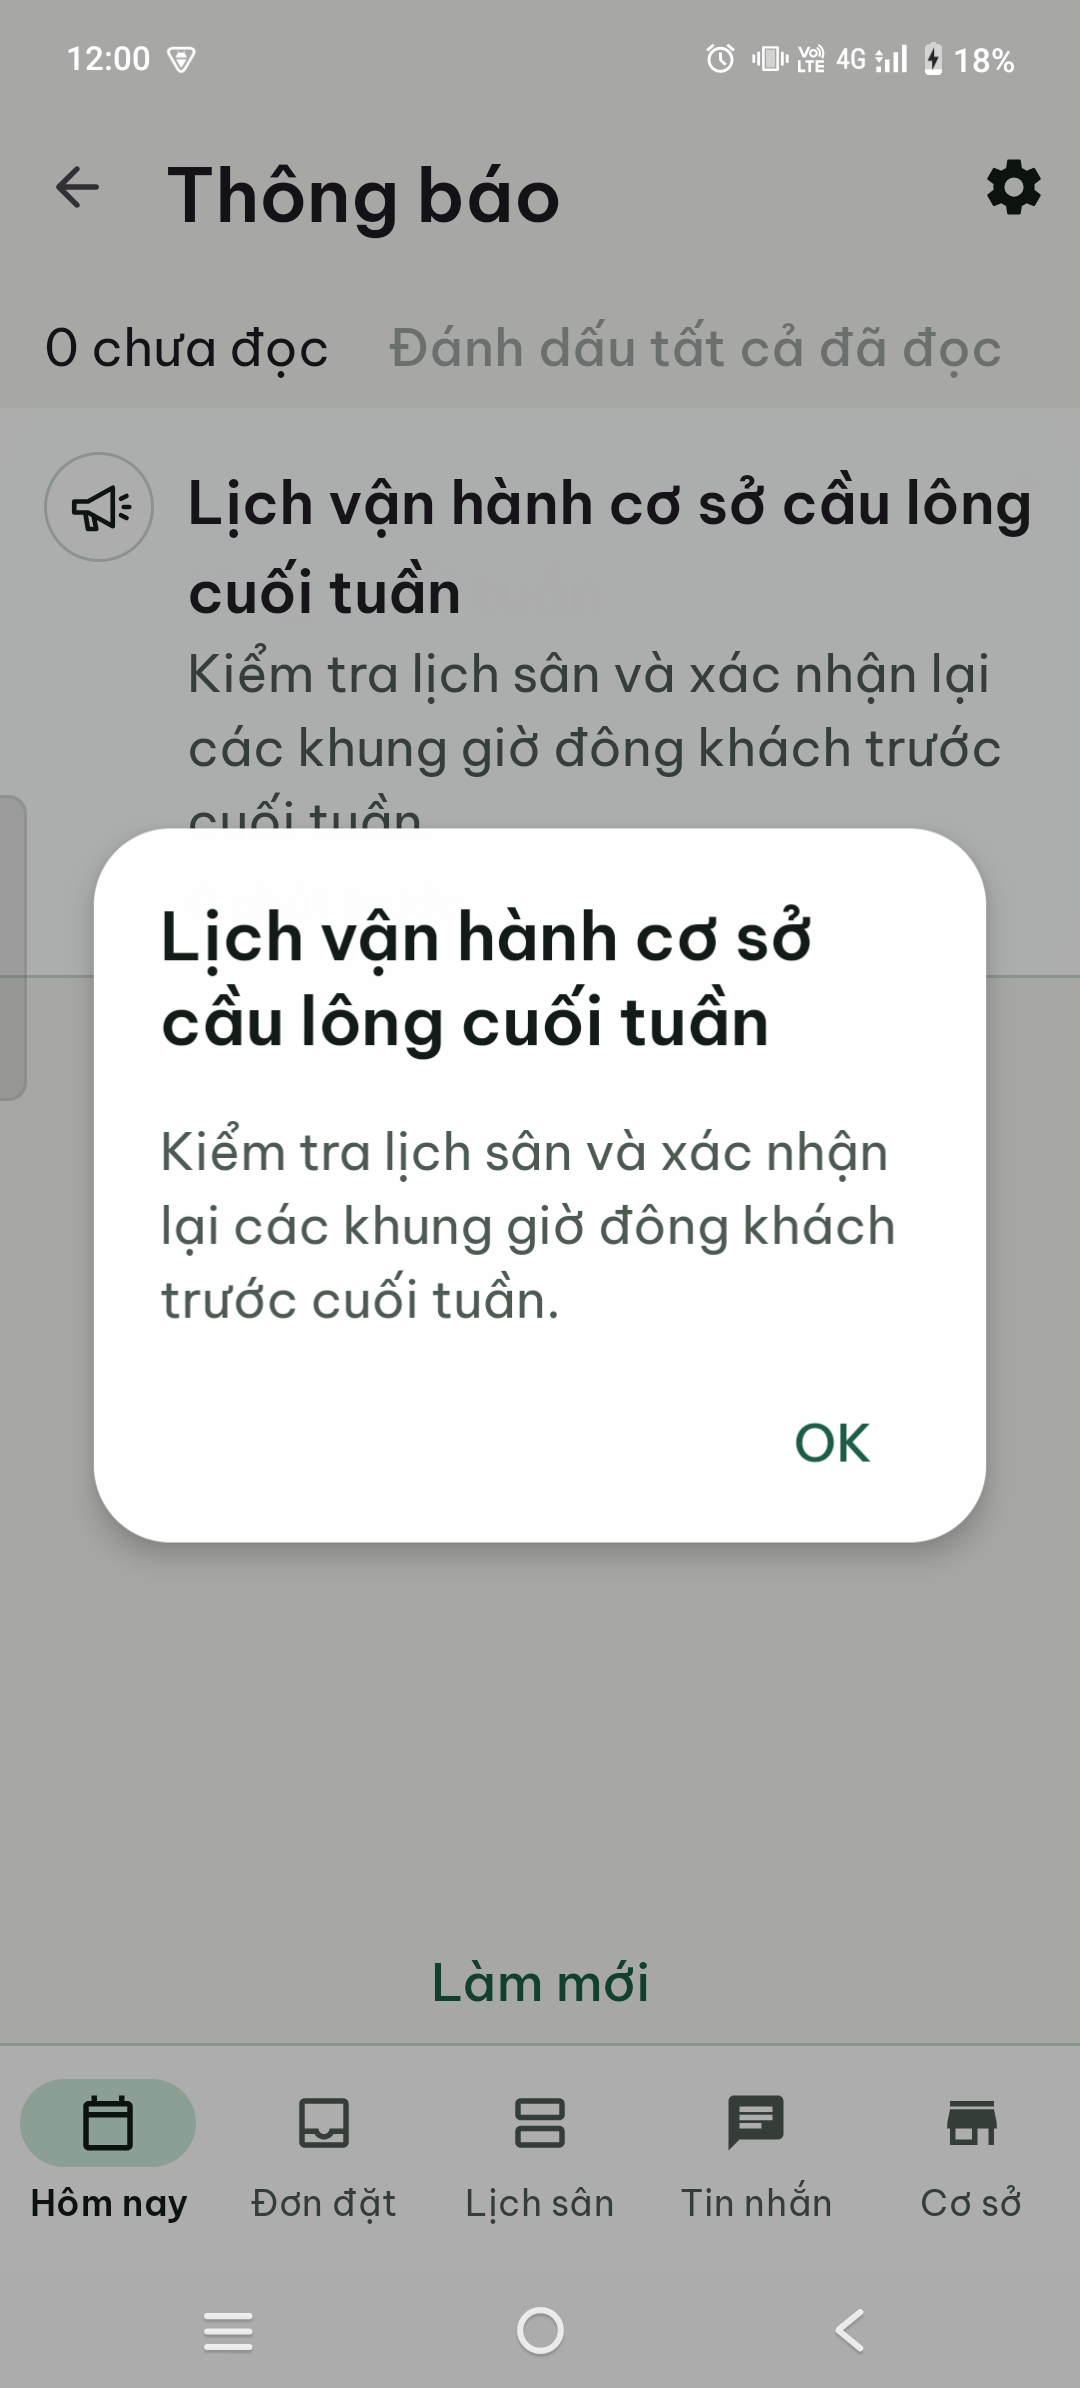 12:00 4G 18%
Thông báo
0 chưa đọc Đánh dấu tất cả đã đọc
Lịch vận hành cơ sở cầu lông
cuối tuần
Kiểm tra lịch sân và xác nhận lại
các khung giờ đông khách trước
cuối tuần
Lịch vận hành cơ sở
cầu lông cuối tuần
Kiểm tra lịch sân và xác nhận
lại các khung giờ đông khách
trước cuối tuần.
OK
Làm mới
Hôm nay Đơn đặt Lịch sân Tin nhắn Cơ sở